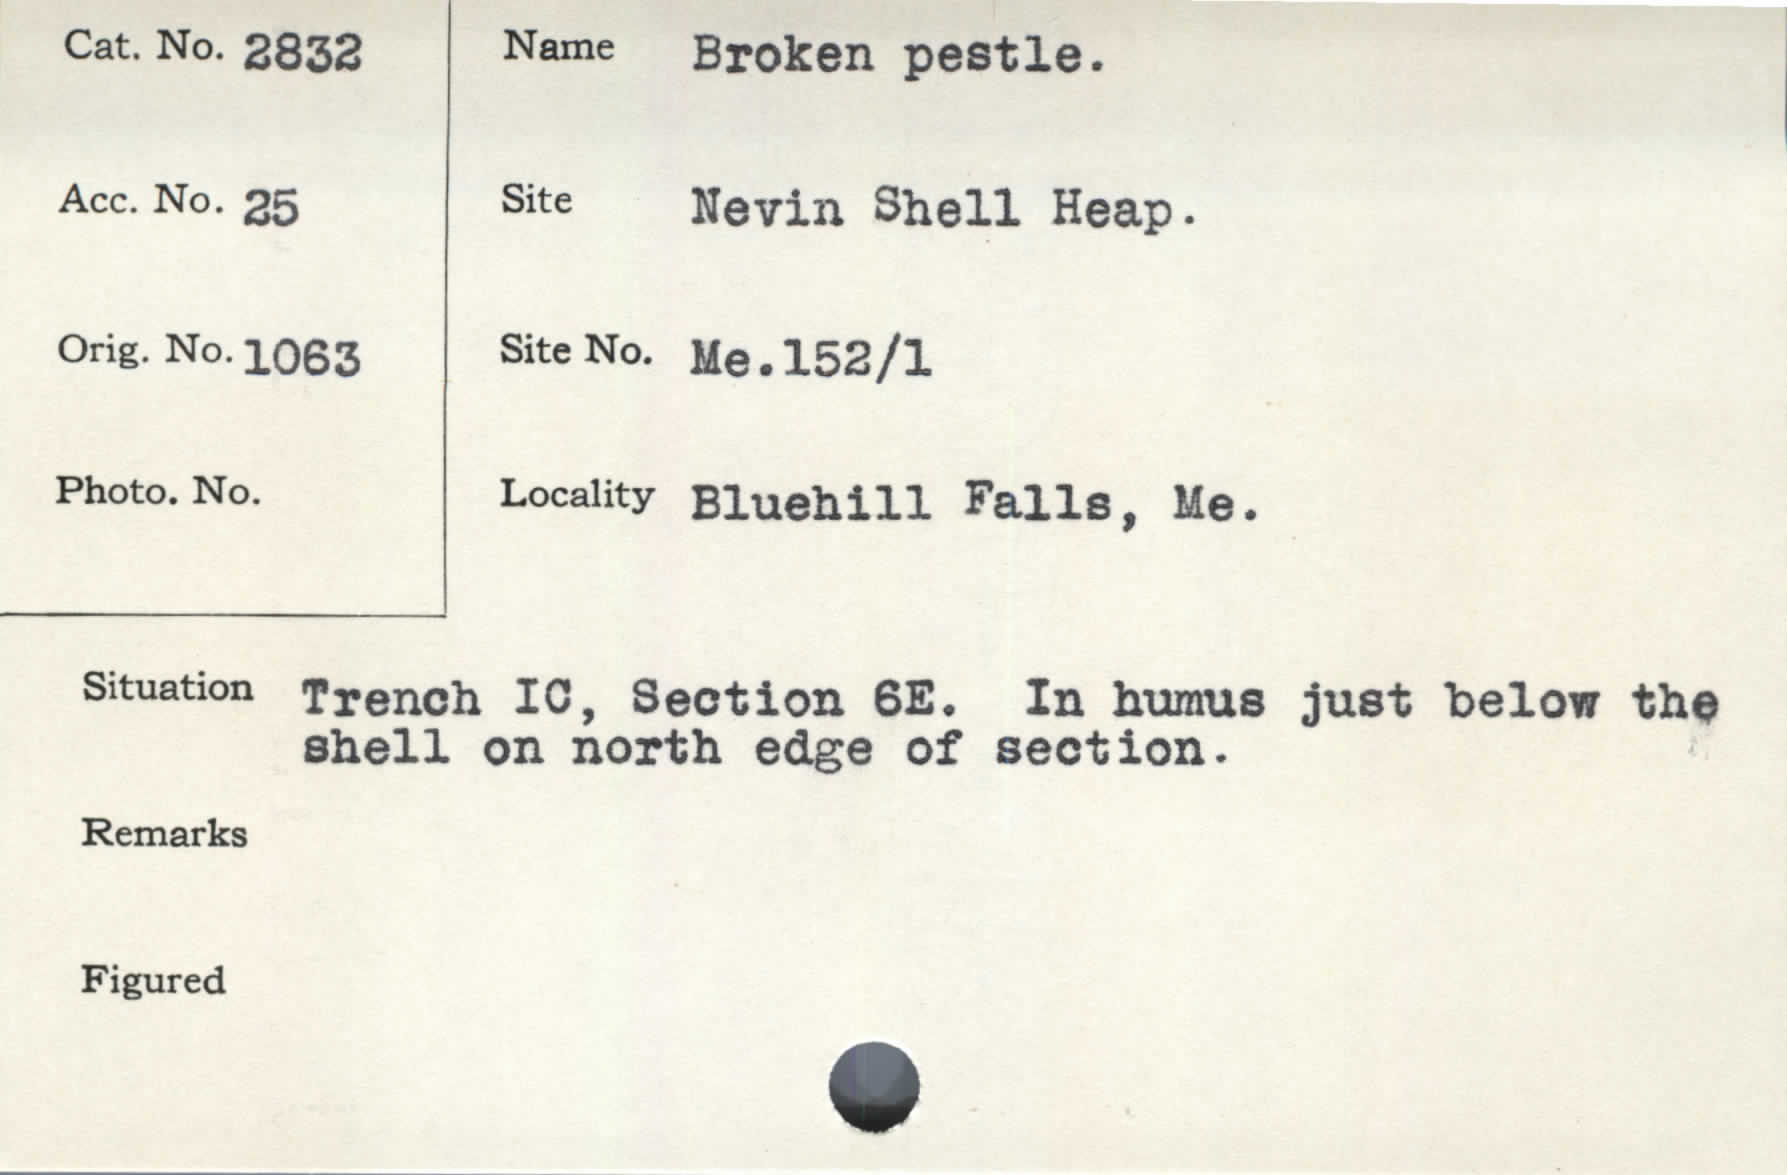 Cat. No. 2832
Name Broken pestle.
Acc. No. 25
Site Nevin Shell Heap.
Orig. No. 1063
Site No. Me.152/1
Photo. No.
Locality Bluehill Falls, Me.
Situation Trench IC, Section 6E. In humus just below the
shell on north edge of section.
Remarks
Figured